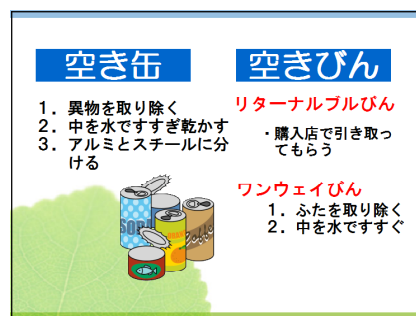 空き缶
1．異物を取り除く
2．中を水ですすぎ乾かす
3．アルミとスチールに分
ける
空きびん
リターナルブルびん
・購入店で引き取っ
てもらう
ワンウェイびん
1．ふたを取り除く
2．中を水ですすぐ
SODA